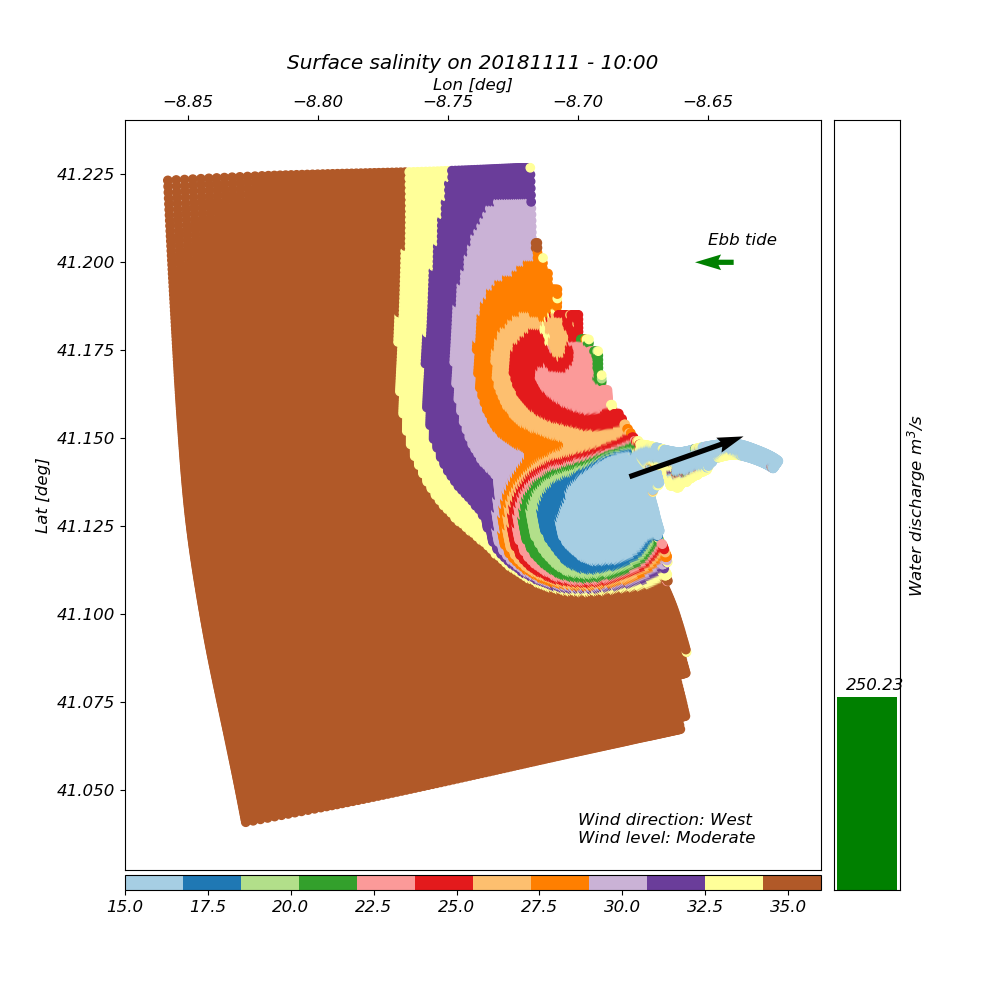 Surface salinity on 20181111 - 10:00
Lon [deg]
−8.85 −8.80 −8.75 −8.70 −8.65
41.225
41.200
41.175
41.150
41.125
41.100
41.075
41.050
Lat [deg]
Ebb tide
Wind direction: West
Wind level: Moderate
250.23
Water discharge m³/s
15.0 17.5 20.0 22.5 25.0 27.5 30.0 32.5 35.0